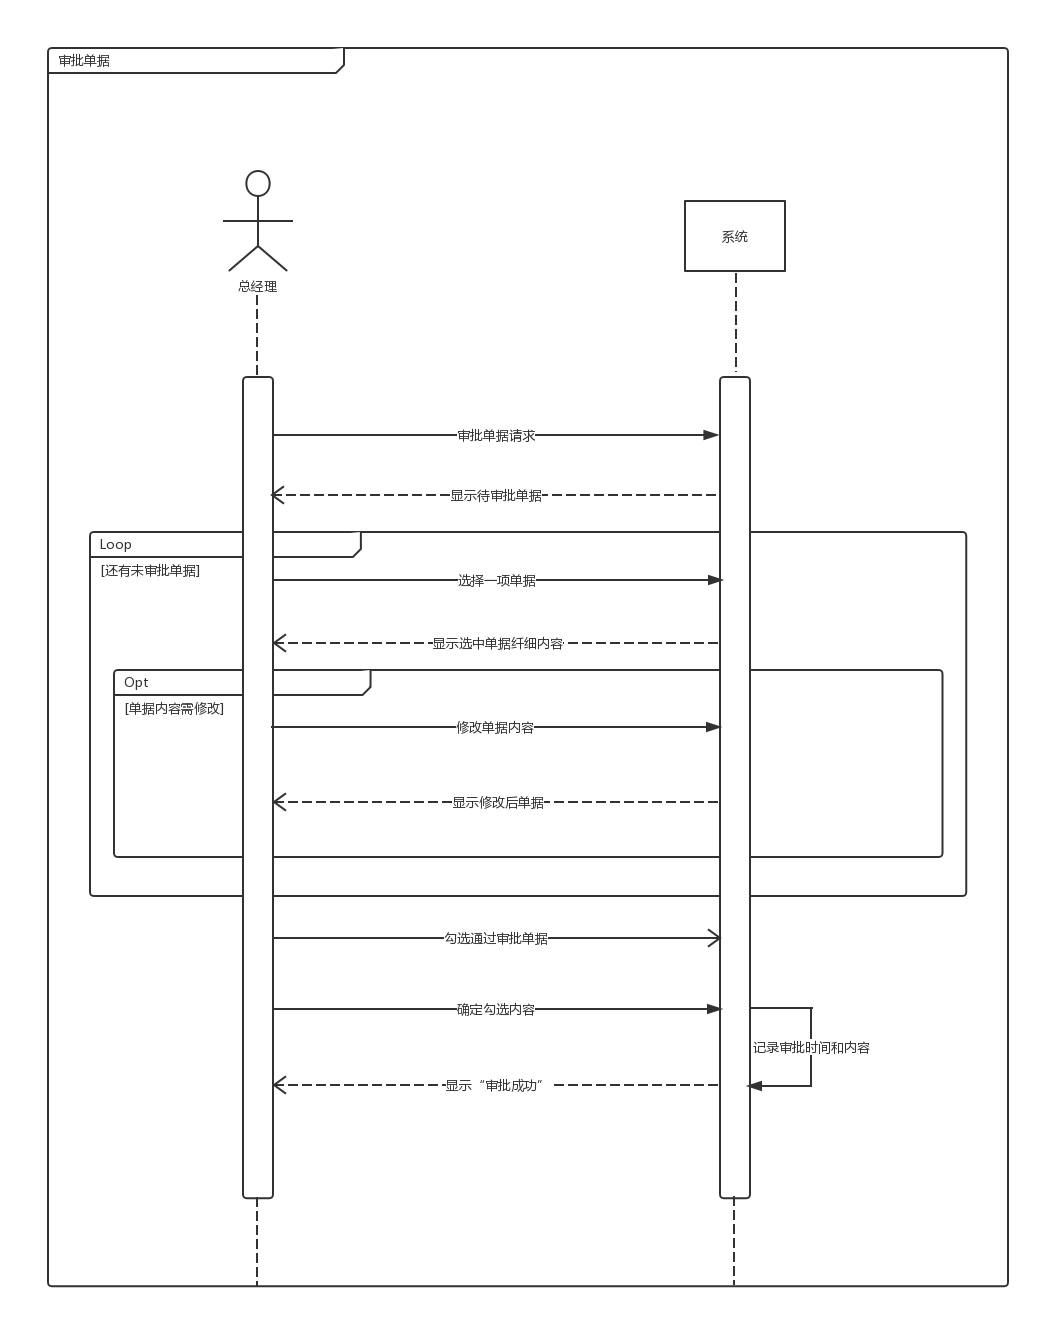 审批单据
系统
总经理
审批单据请求
显示待审批单据
Loop
[还有未审批单据]
选择一项单据
显示选中单据纤细内容
Opt
[单据内容需修改]
修改单据内容
显示修改后单据
勾选通过审批单据
确定勾选内容
记录审批时间和内容
显示“审批成功”